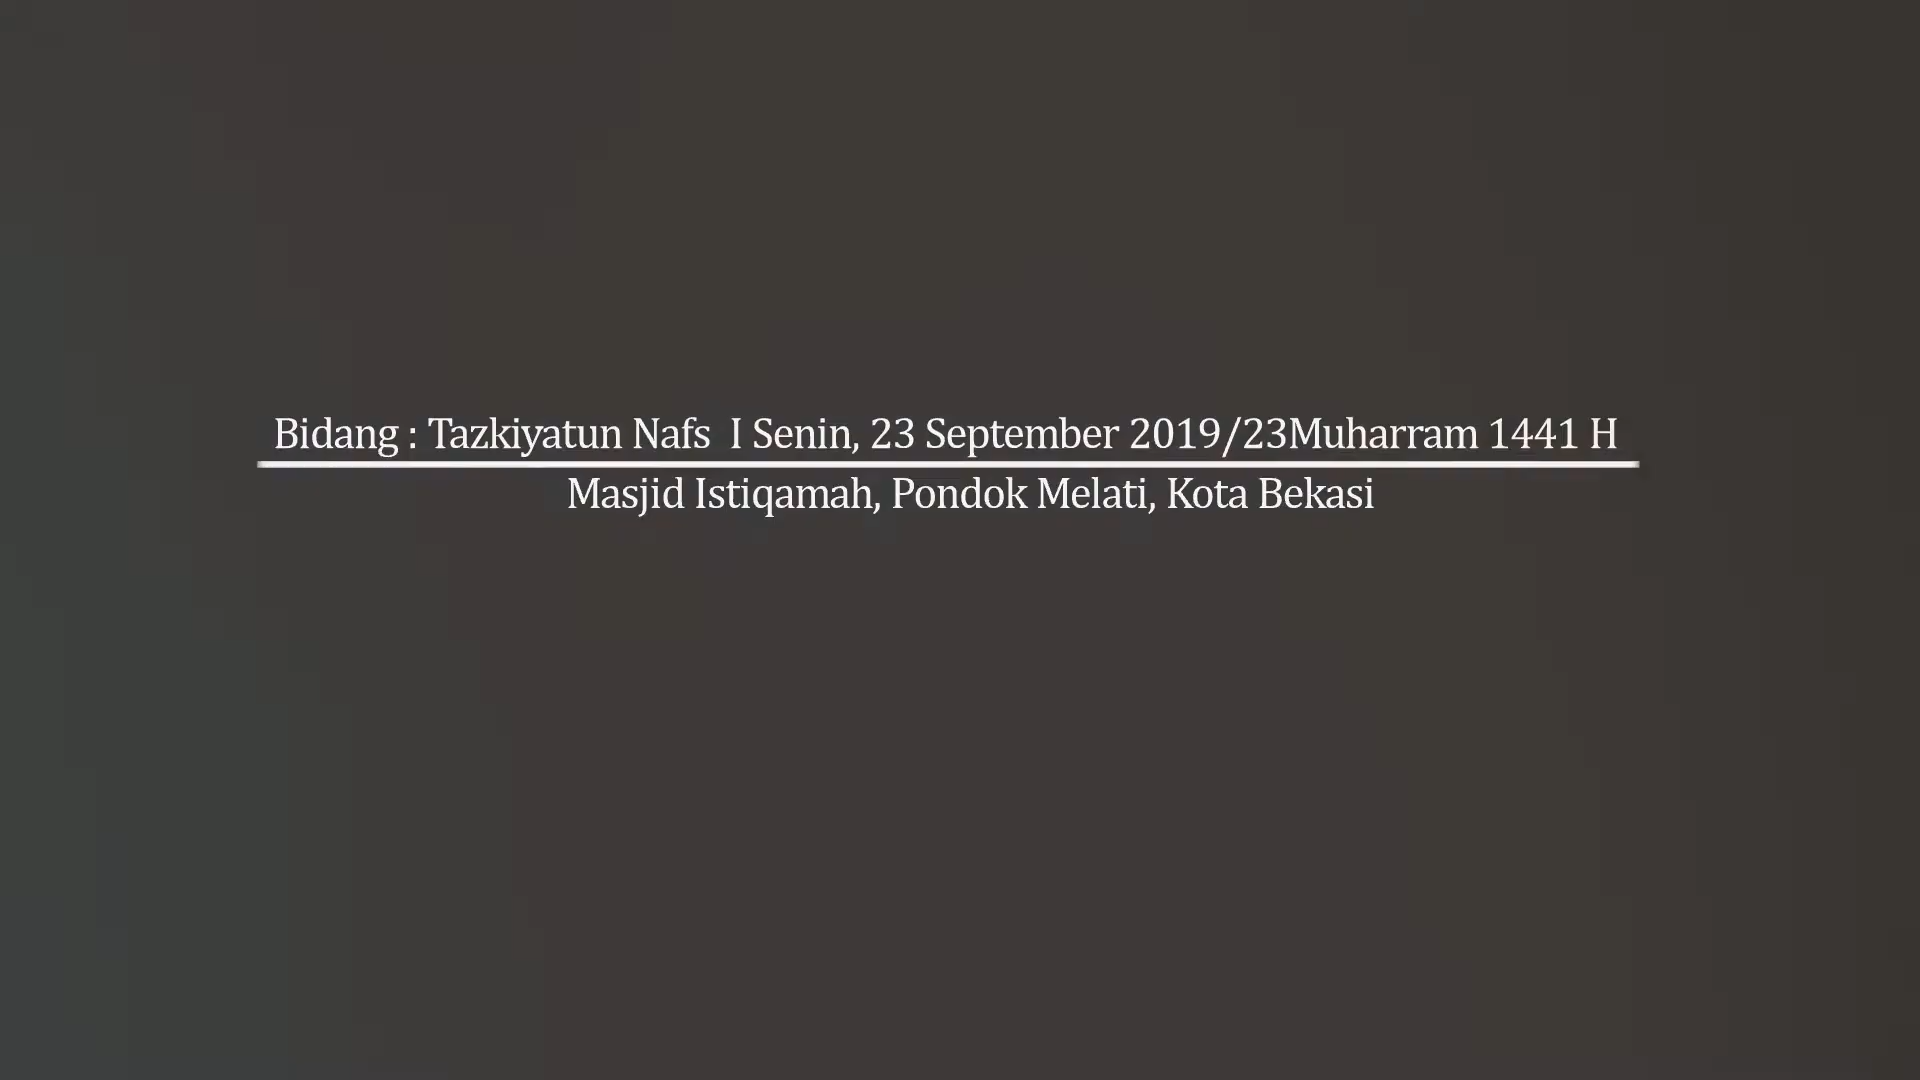 Bidang : Tazkiyatun Nafs I Senin, 23 September 2019/23Muharram 1441 H
Masjid Istiqamah, Pondok Melati, Kota Bekasi